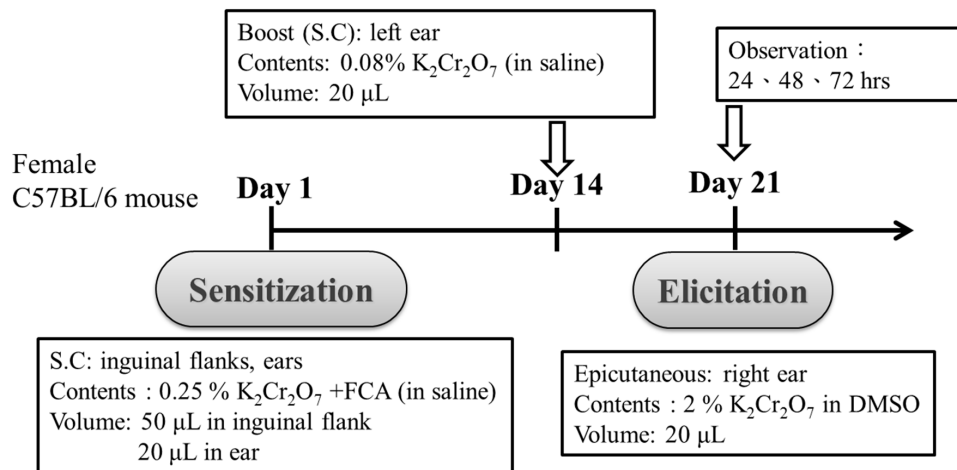 Boost (S.C): left ear
Contents: 0.08% K₂Cr₂O₇ (in saline)
Volume: 20 μL
Observation：
24、48、72 hrs
Female
C57BL/6 mouse
Day 1
Day 14
Day 21
Sensitization
Elicitation
S.C: inguinal flanks, ears
Contents : 0.25 % K₂Cr₂O₇ +FCA (in saline)
Volume: 50 μL in inguinal flank
20 μL in ear
Epicutaneous: right ear
Contents : 2 % K₂Cr₂O₇ in DMSO
Volume: 20 μL